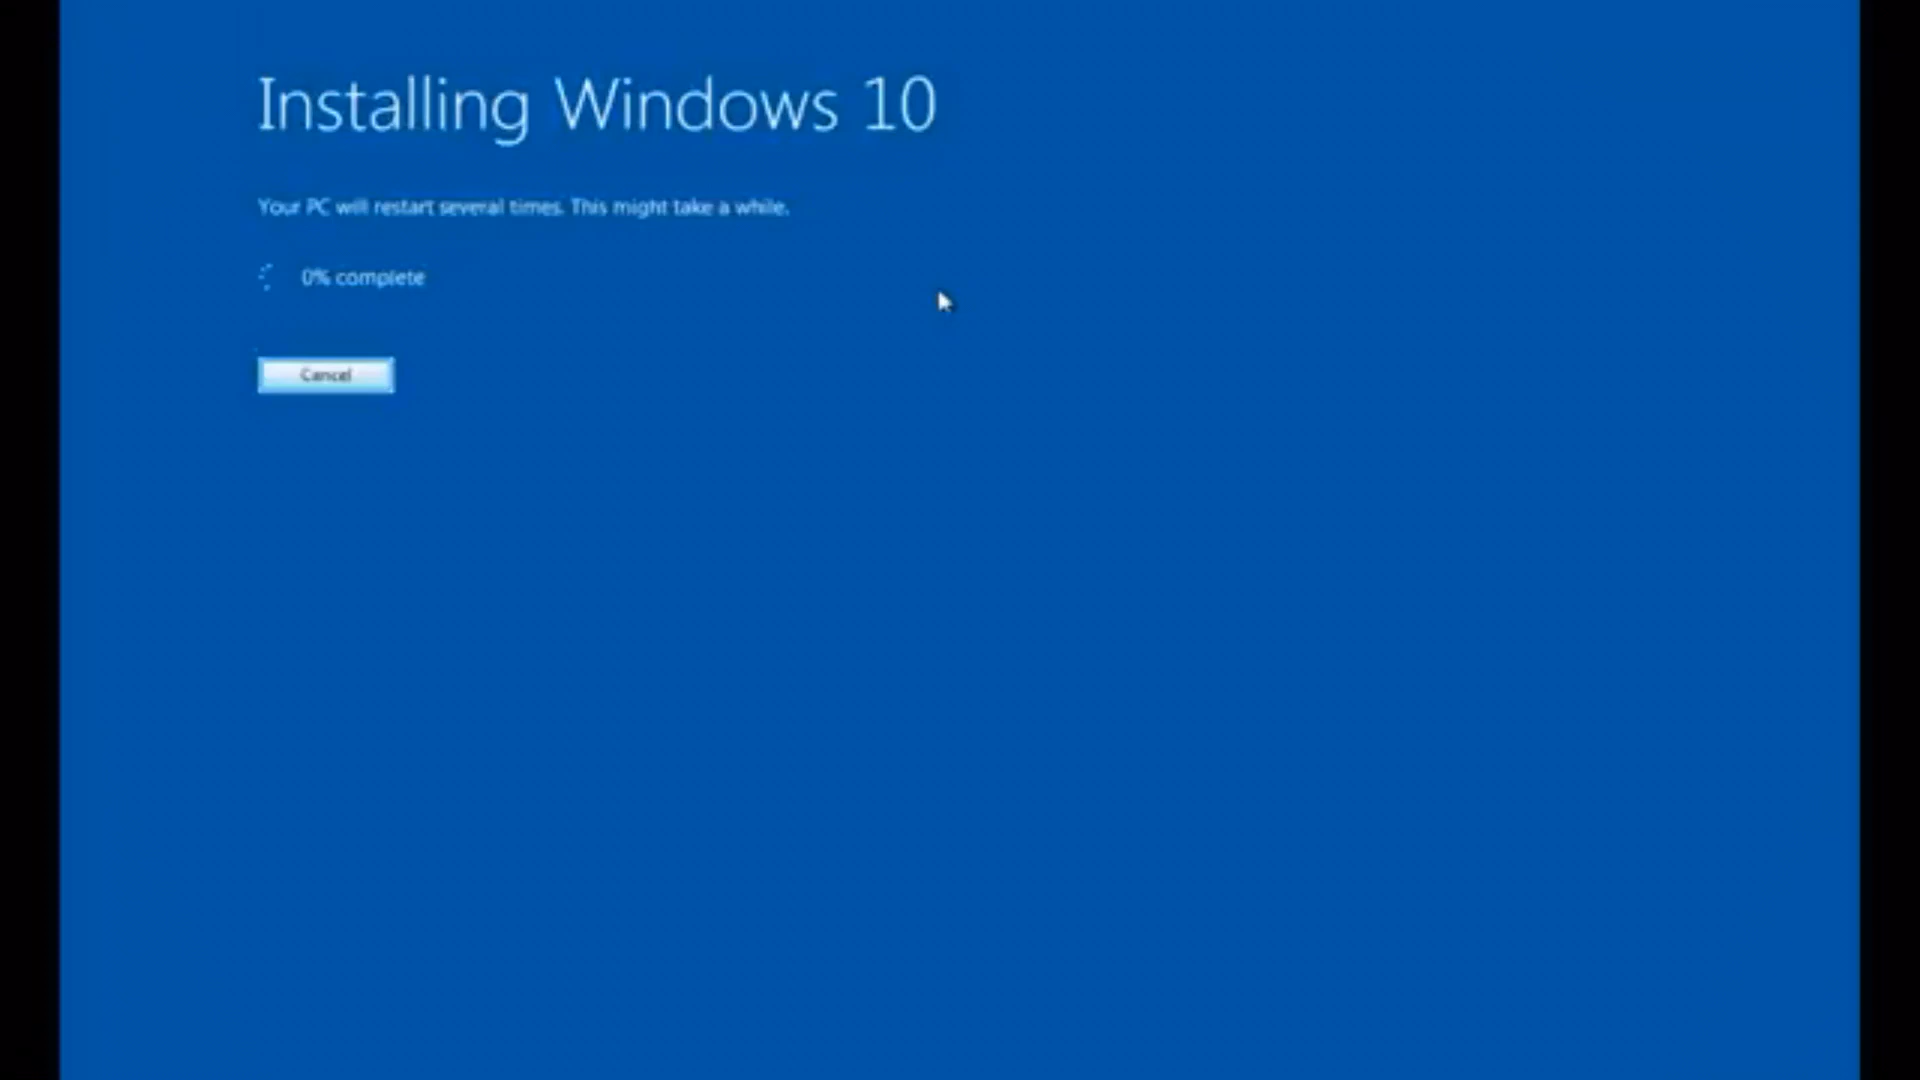 Installing Windows 10
Your PC will restart several times. This might take a while.
0% complete
Cancel